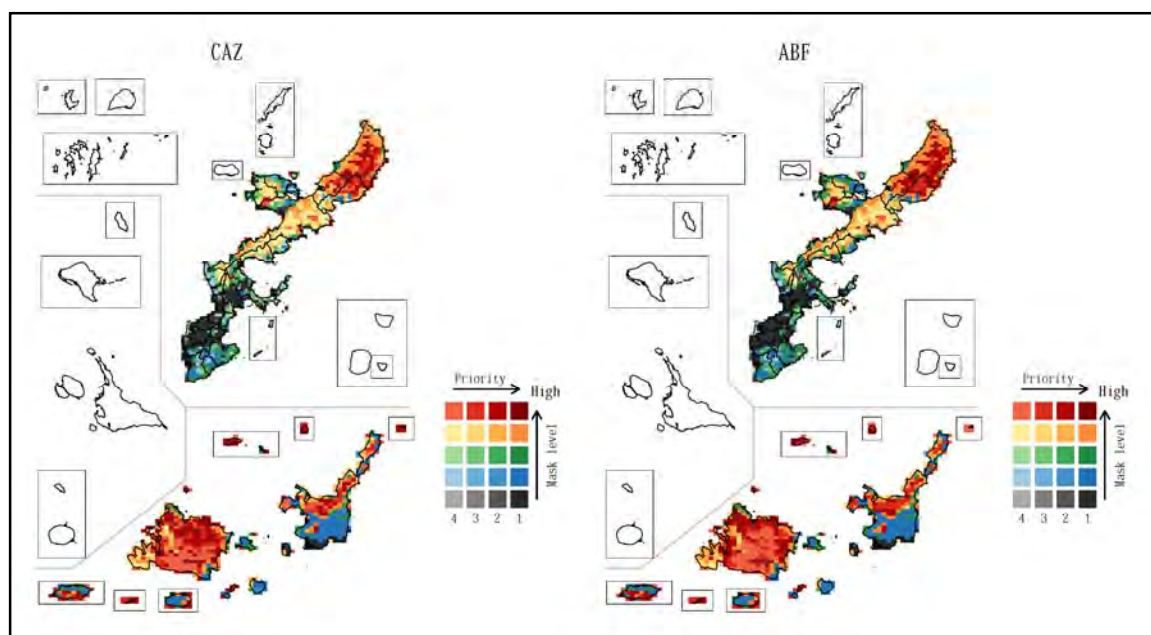 CAZ
ABF
Priority
High
Mask level
4 3 2 1
Priority
High
Mask level
4 3 2 1